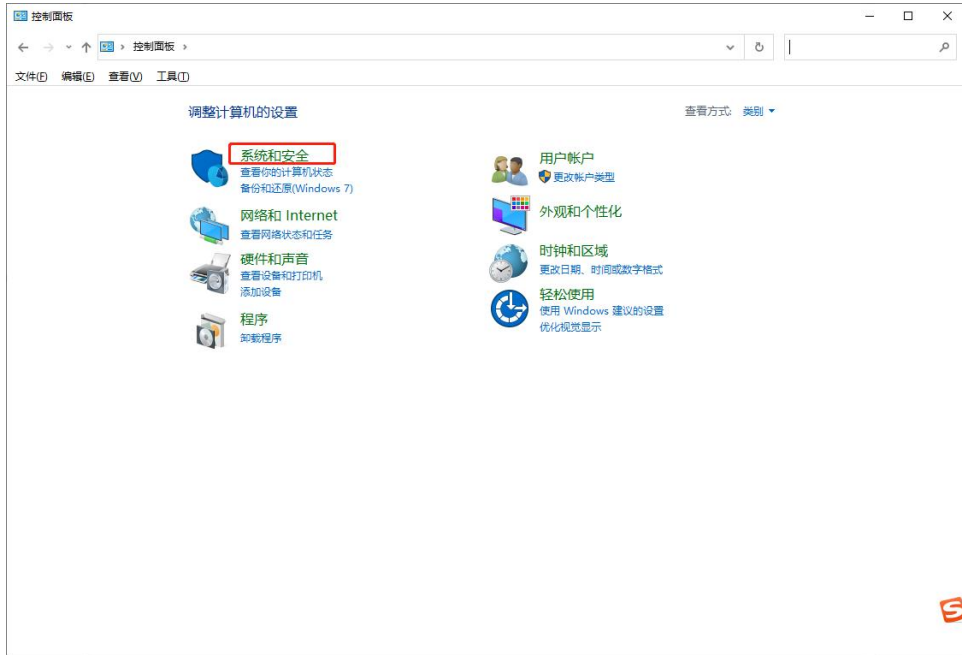 控制面板
控制面板
文件(F) 编辑(E) 查看(V) 工具(T)
调整计算机的设置
查看方式: 类别
系统和安全
查看你的计算机状态
备份和还原(Windows 7)
网络和 Internet
查看网络状态和任务
硬件和声音
查看设备和打印机
添加设备
程序
卸载程序
用户帐户
更改帐户类型
外观和个性化
时钟和区域
更改日期、时间或数字格式
轻松使用
使用 Windows 建议的设置
优化视觉显示
S